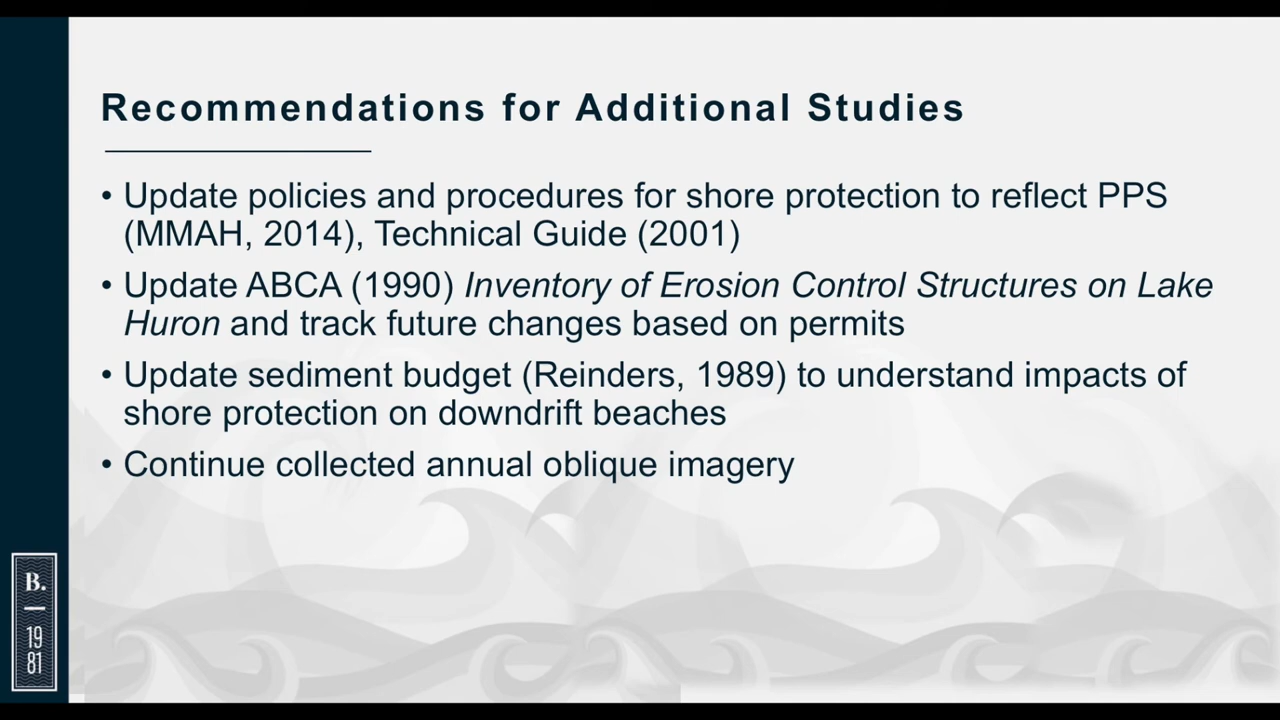 Recommendations for Additional Studies
• Update policies and procedures for shore protection to reflect PPS
(MMAH, 2014), Technical Guide (2001)
• Update ABCA (1990) Inventory of Erosion Control Structures on Lake
Huron and track future changes based on permits
• Update sediment budget (Reinders, 1989) to understand impacts of
shore protection on downdrift beaches
• Continue collected annual oblique imagery
B.
19
81